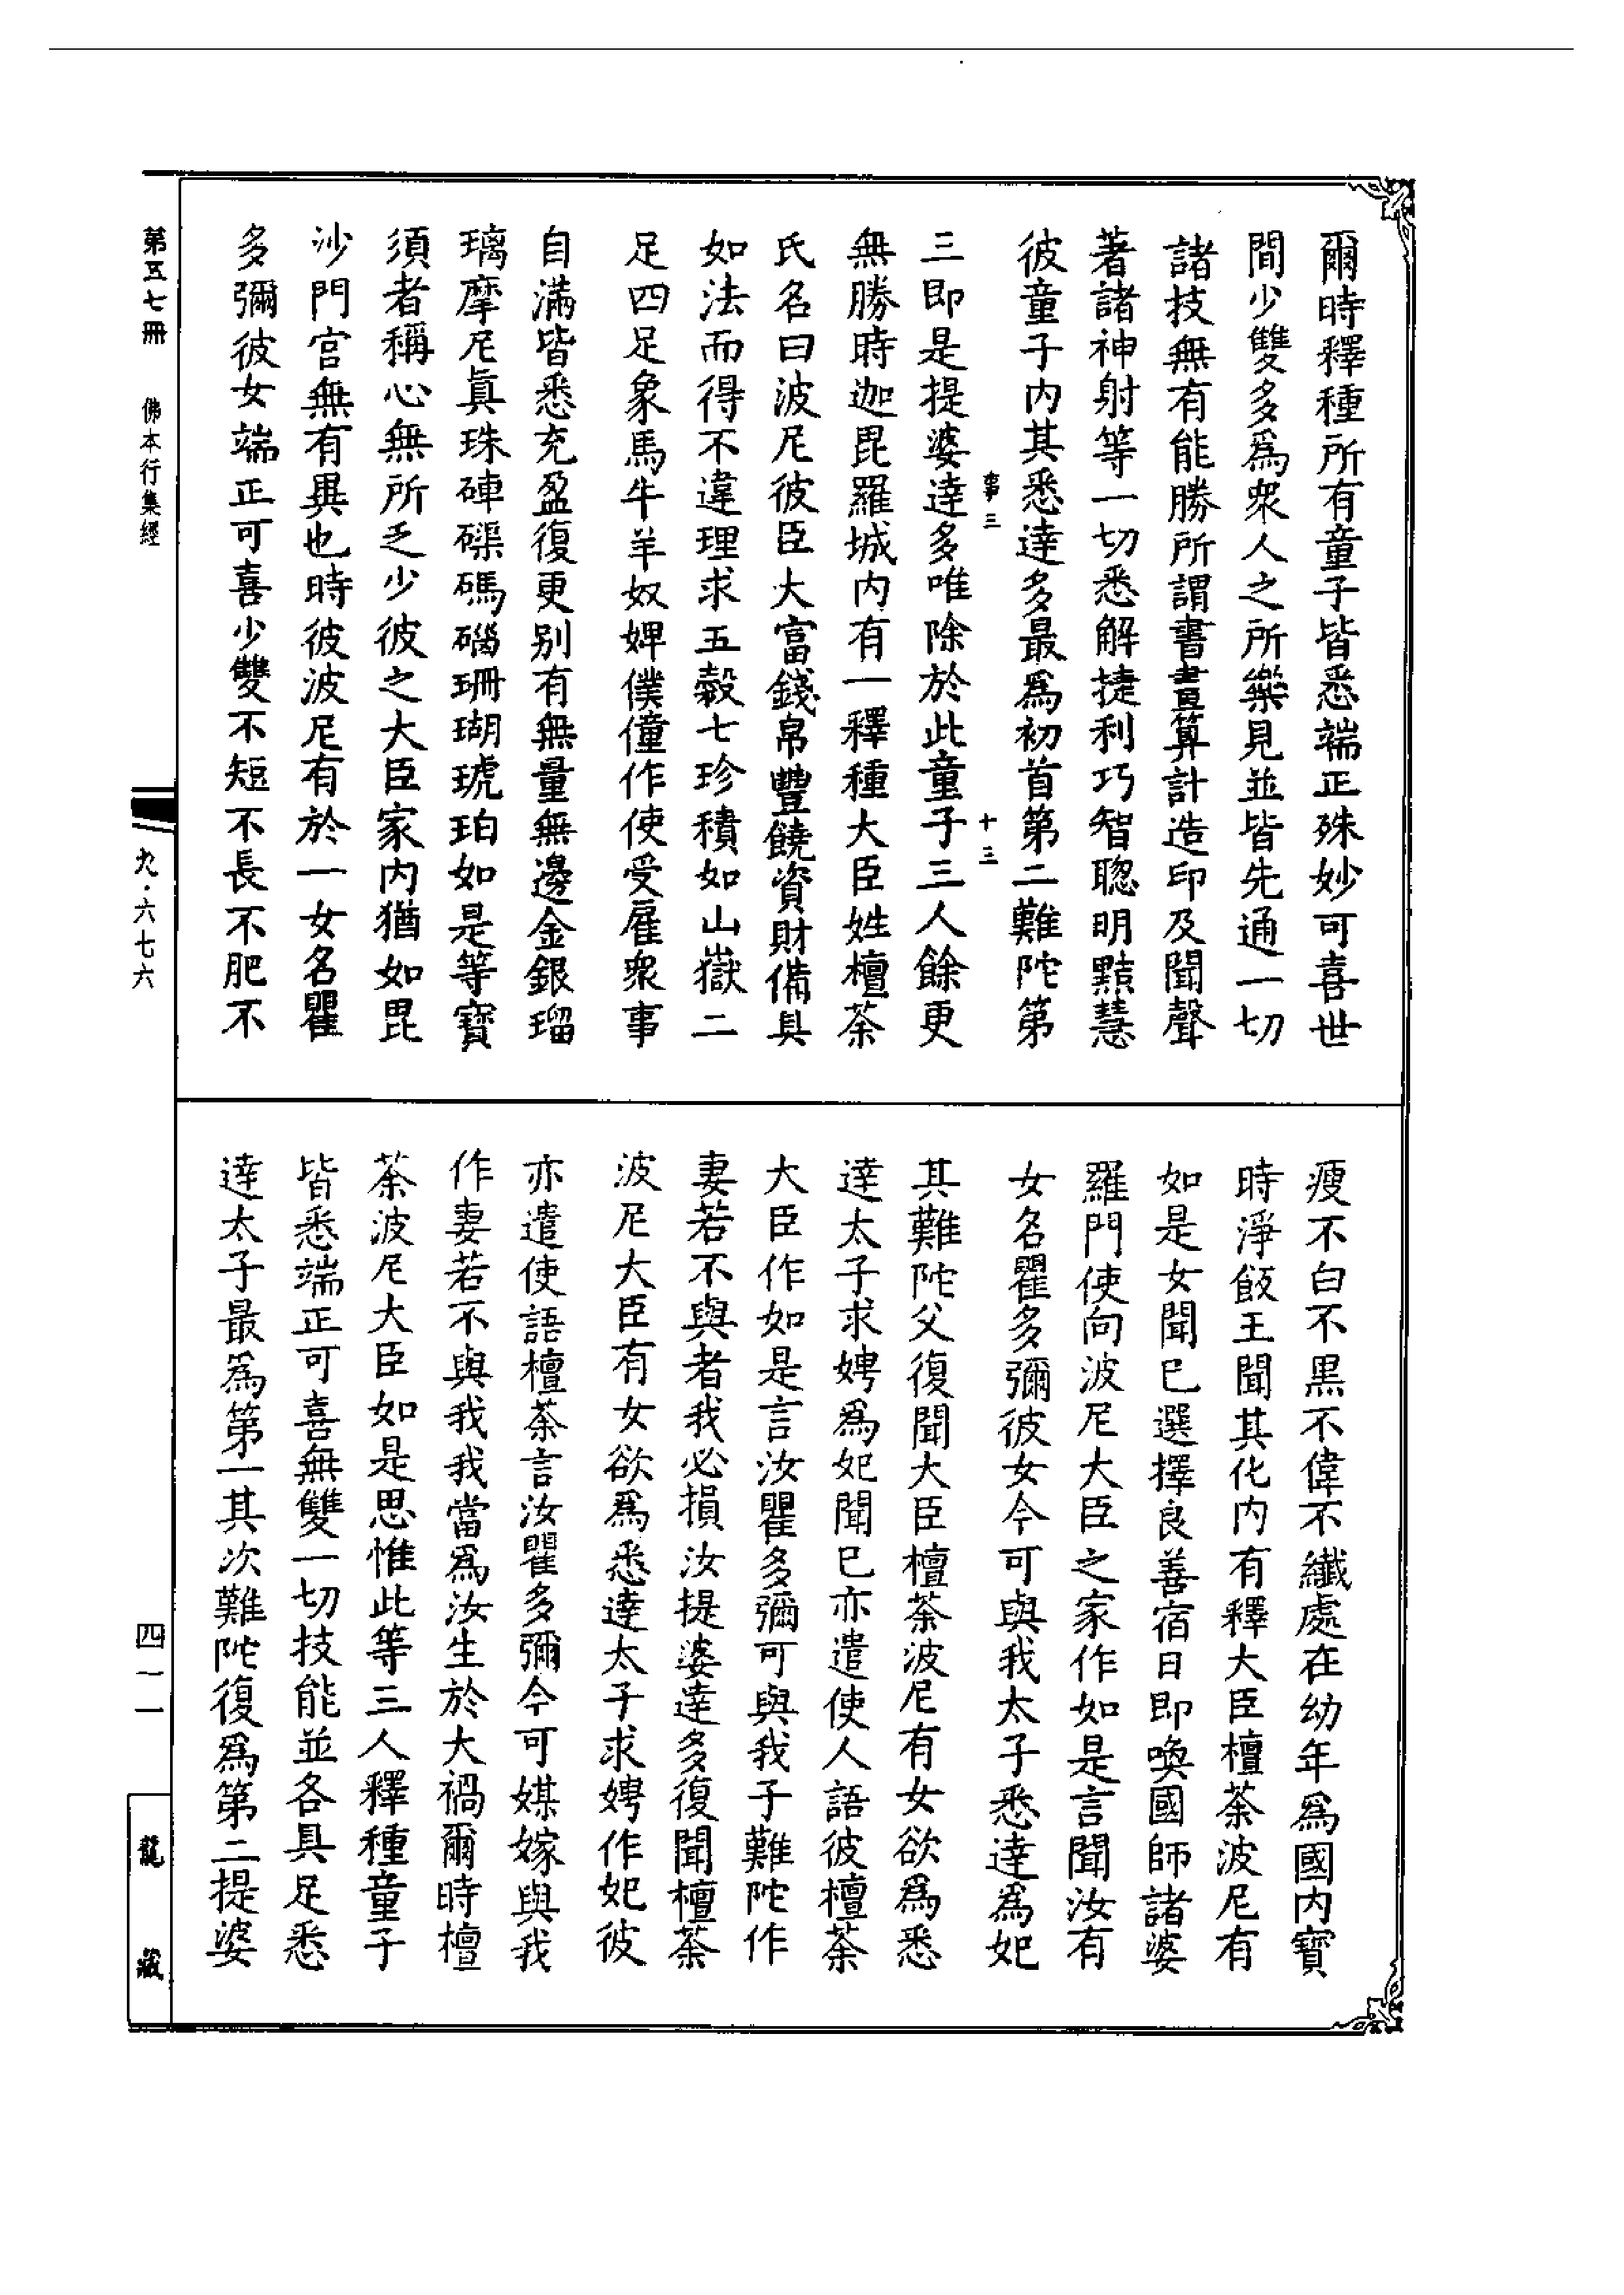 爾時釋種所有童子皆悉端正殊妙可喜世
間少雙多爲衆人之所樂見並皆先通一切
諸技無有能勝所謂書畫算計造印及聞聲
著諸神射等一切悉解捷利巧智聰明黠慧
彼童子內其悉達多最爲初首第二難陀第
事三 十三
三即是提婆達多唯除於此童子三人餘更
無勝時迦毘羅城內有一釋種大臣姓檀茶
氏名曰波尼彼臣大富錢帛豐饒資財備具
如法而得不違理求五穀七珍積如山嶽二
足四足象馬牛羊奴婢僕僮作使受雇衆事
自滿皆悉充盈復更別有無量無邊金銀瑠
璃摩尼眞珠硨磲碼碯珊瑚琥珀如是等寶
須者稱心無所乏少彼之大臣家內猶如毘
沙門宮無有異也時彼波尼有於一女名瞿
多彌彼女端正可喜少雙不短不長不肥不
瘦不白不黑不偉不纖處在幼年爲國內寶
時淨飯王聞其化內有釋大臣檀茶波尼有
如是女聞已選擇良善宿日即喚國師諸婆
羅門使向波尼大臣之家作如是言聞汝有
女名瞿多彌彼女今可與我太子悉達爲妃
其難陀父復聞大臣檀茶波尼有女欲爲悉
達太子求娉爲妃聞已亦遣使人語彼檀茶
大臣作如是言汝瞿多彌可與我子難陀作
妻若不與者我必損汝提婆達多復聞檀茶
波尼大臣有女欲爲悉達太子求娉作妃彼
亦遣使語檀茶言汝瞿多彌今可媒嫁與我
作妻若不與我我當爲汝生於大禍爾時檀
茶波尼大臣如是思惟此等三人釋種童子
皆悉端正可喜無雙一切技能並各具足悉
達太子最爲第一其次難陀復爲第二提婆
第五七冊 佛本行集經
九·六七六
四一一
龍藏